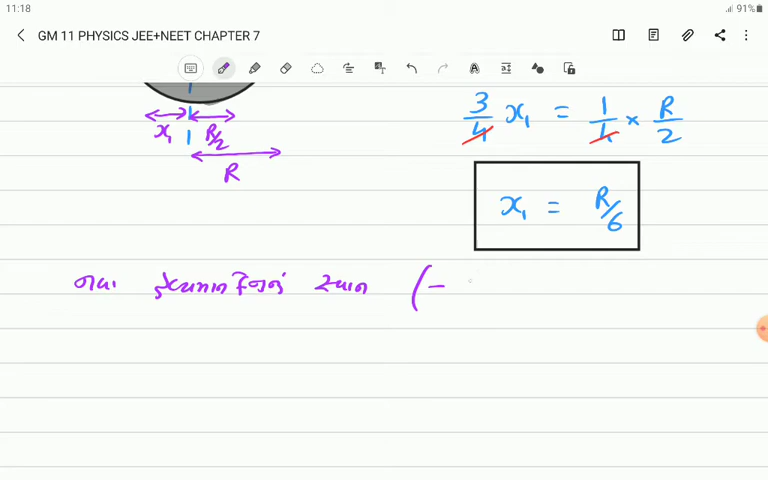 11:18
91%
GM 11 PHYSICS JEE+NEET CHAPTER 7
x₁ R/2
R
3/4 x₁ = 1/4 × R/2
x₁ = R/6
(−